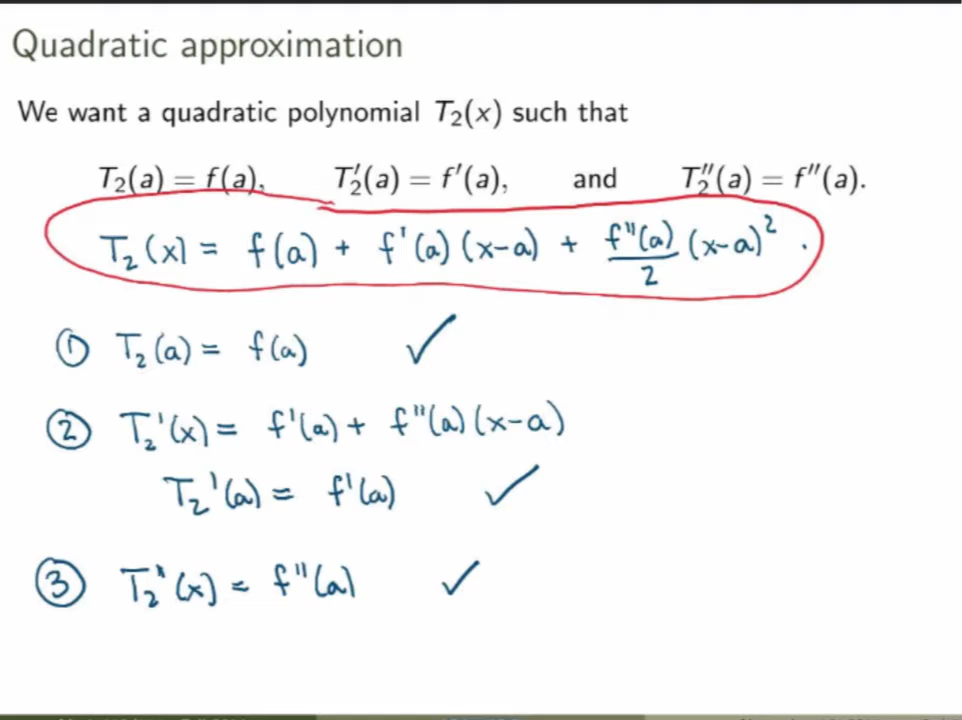 Quadratic approximation
We want a quadratic polynomial T₂(x) such that
T₂(a) = f(a), T₂′(a) = f′(a), and T₂″(a) = f″(a).
T₂(x) = f(a) + f'(a)(x-a) + f"(a)/2 (x-a)².
① T₂(a) = f(a) ✓
② T₂'(x) = f'(a) + f"(a)(x-a)
T₂'(a) = f'(a) ✓
③ T₂"(x) = f"(a) ✓